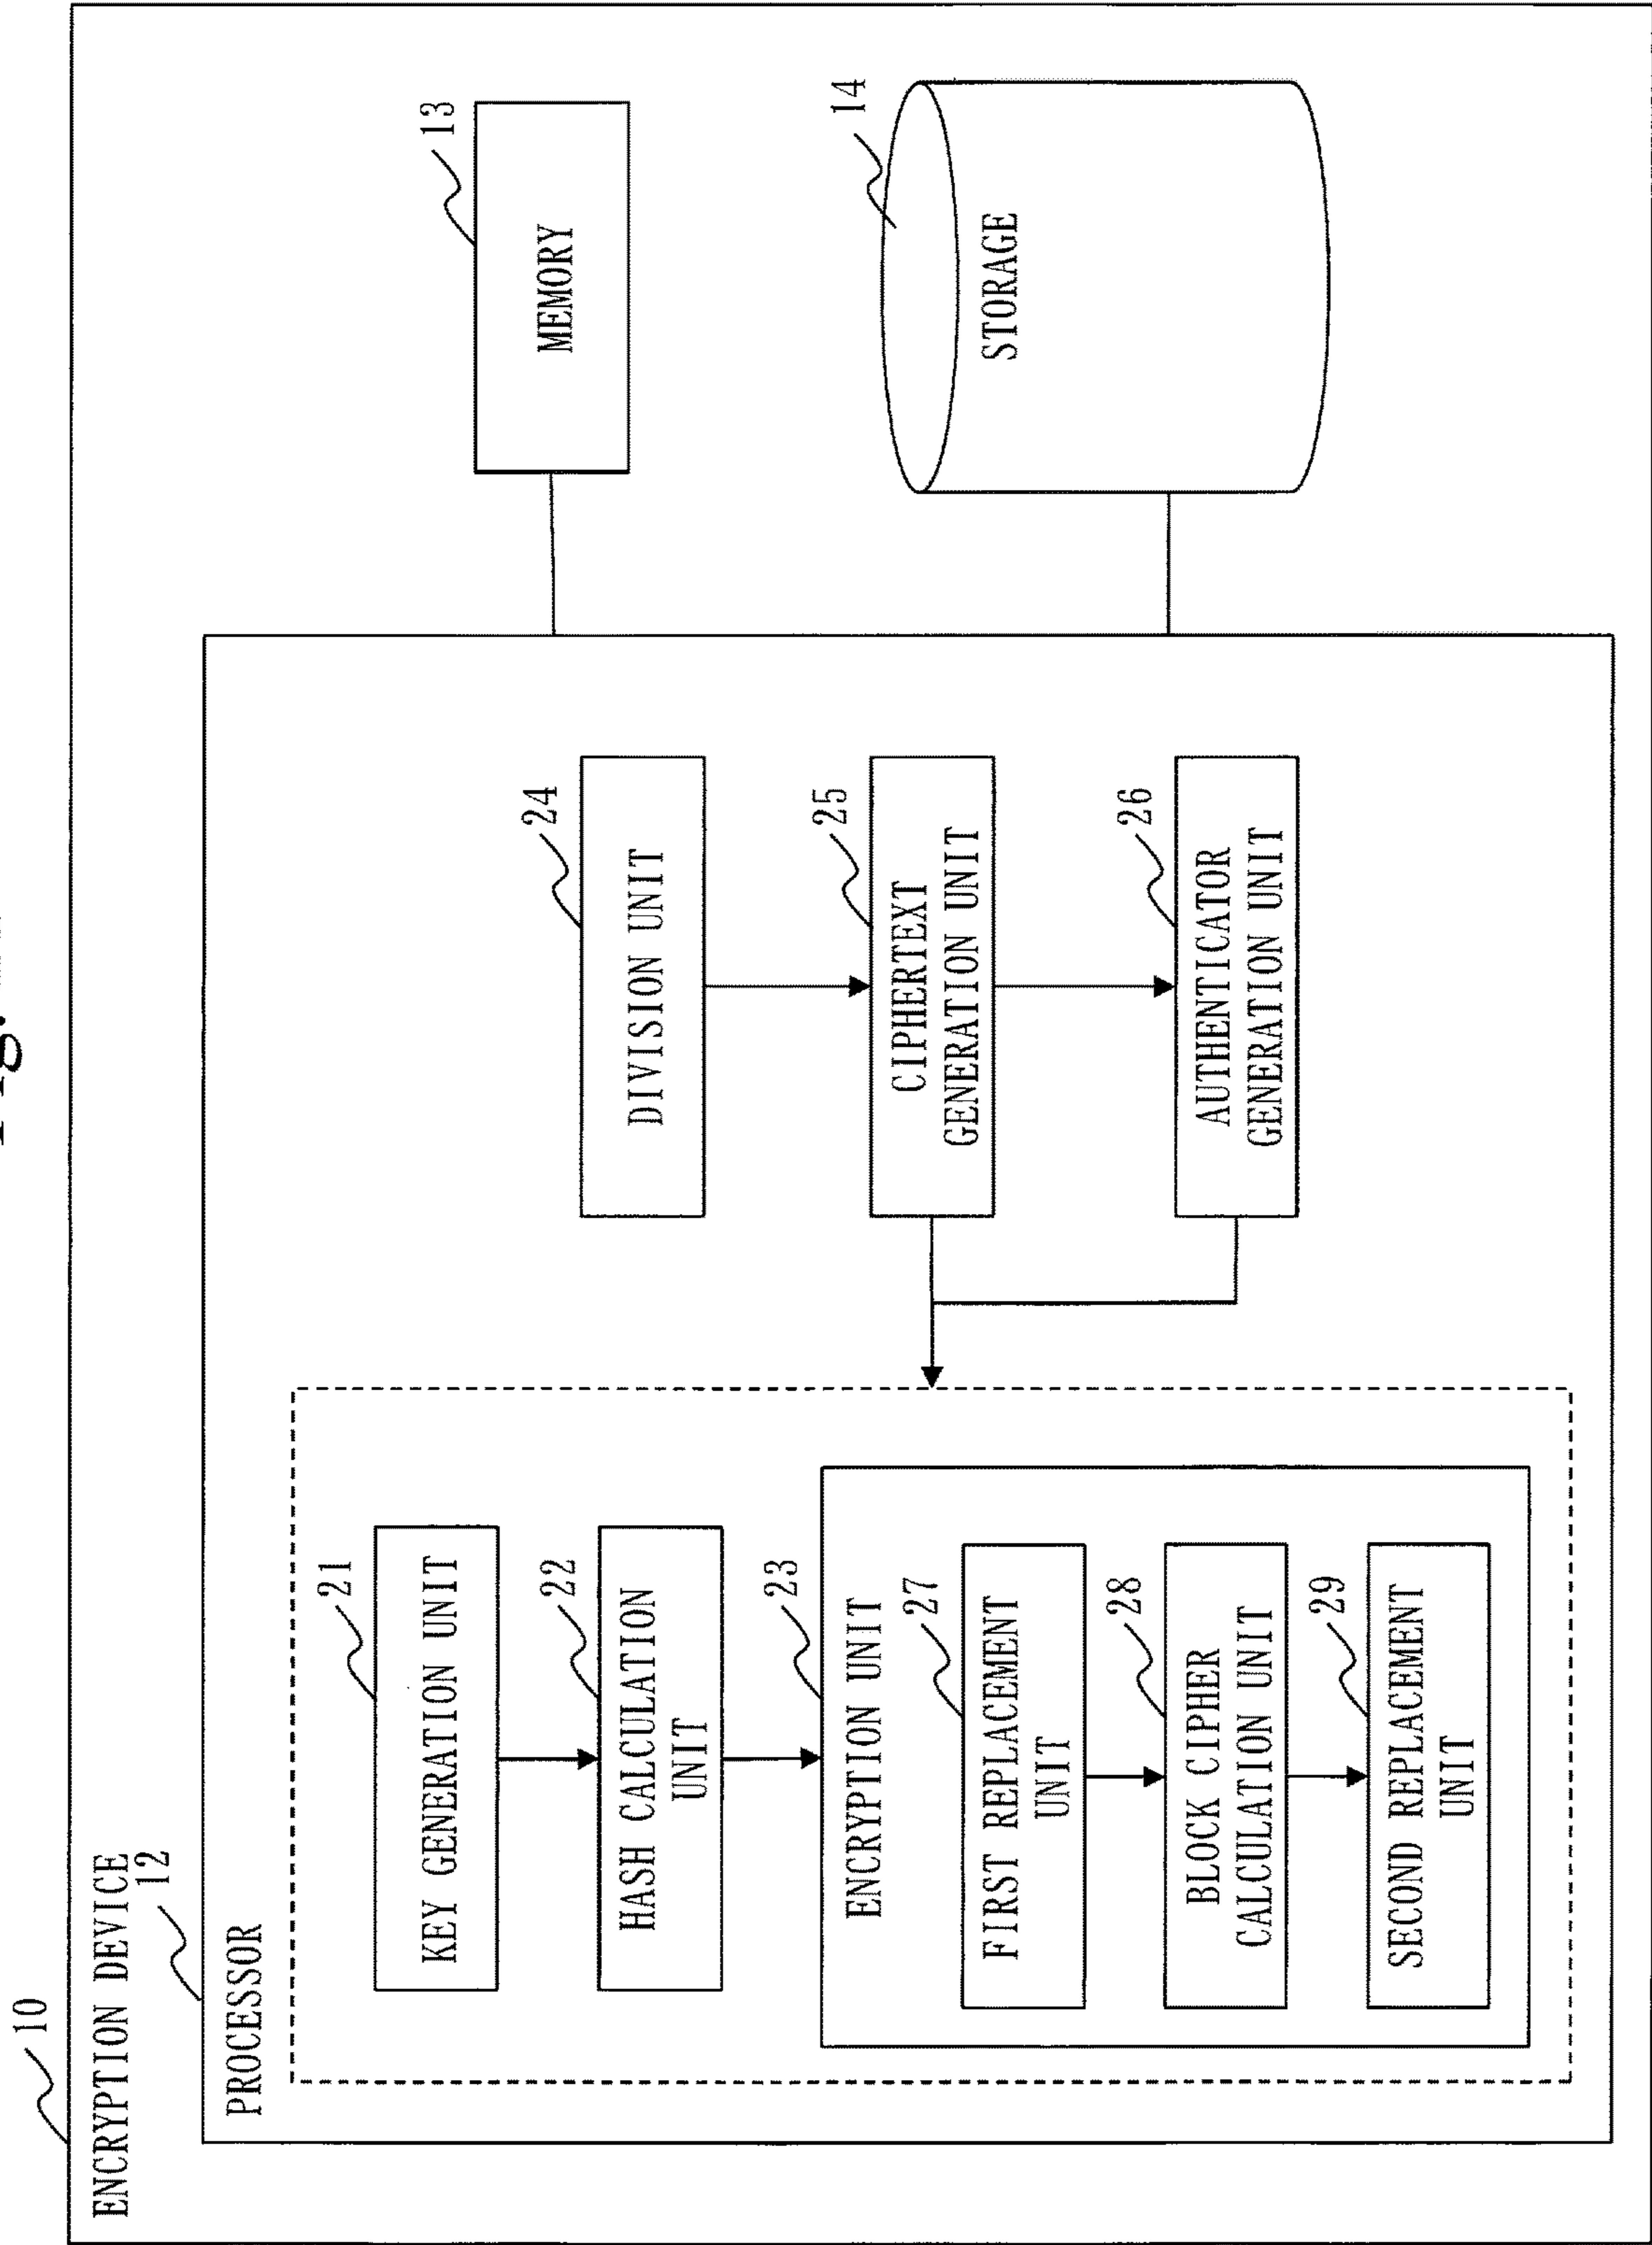 Fig.
10
ENCRYPTION DEVICE
12
PROCESSOR
21
KEY GENERATION UNIT
22
HASH CALCULATION
UNIT
23
ENCRYPTION UNIT
27
FIRST REPLACEMENT
UNIT
28
BLOCK CIPHER
CALCULATION UNIT
29
SECOND REPLACEMENT
UNIT
24
DIVISION UNIT
25
CIPHERTEXT
GENERATION UNIT
26
AUTHENTICATOR
GENERATION UNIT
13
MEMORY
14
STORAGE